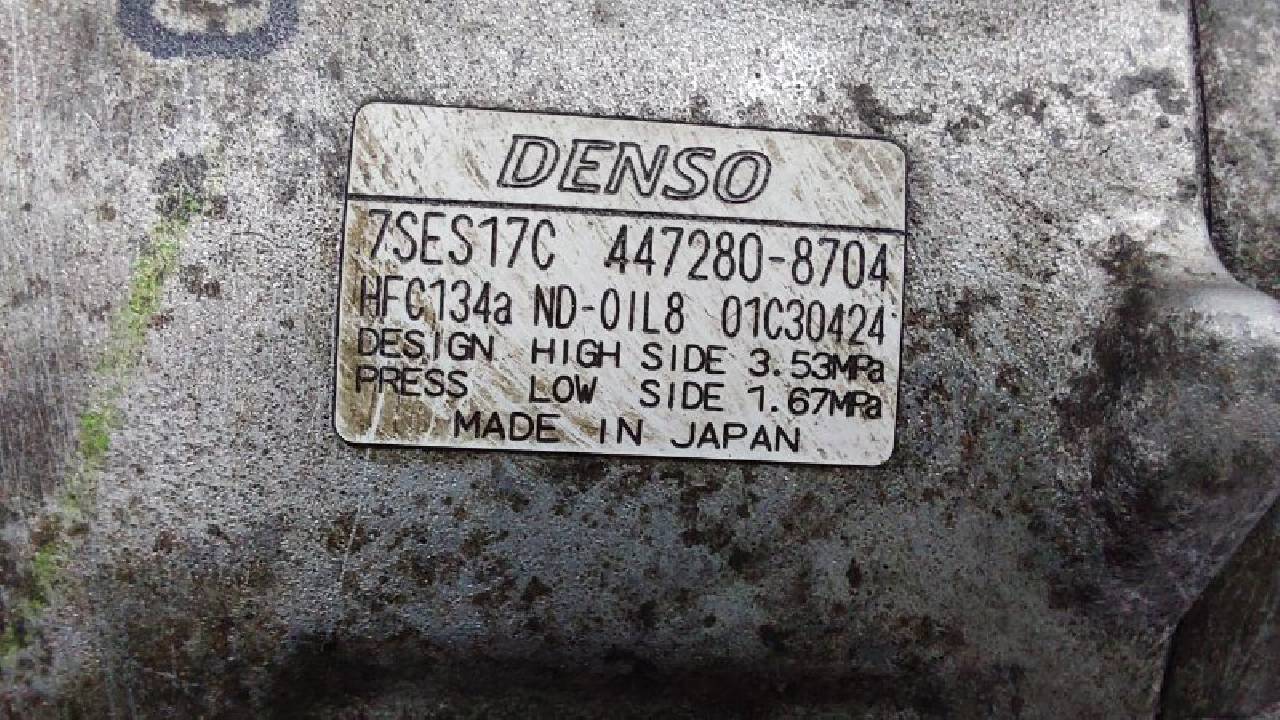 DENSO
7SES17C 447280-8704
HFC134a ND-OIL8 01C30424
DESIGN HIGH SIDE 3.53MPa
PRESS LOW SIDE 1.67MPa
MADE IN JAPAN